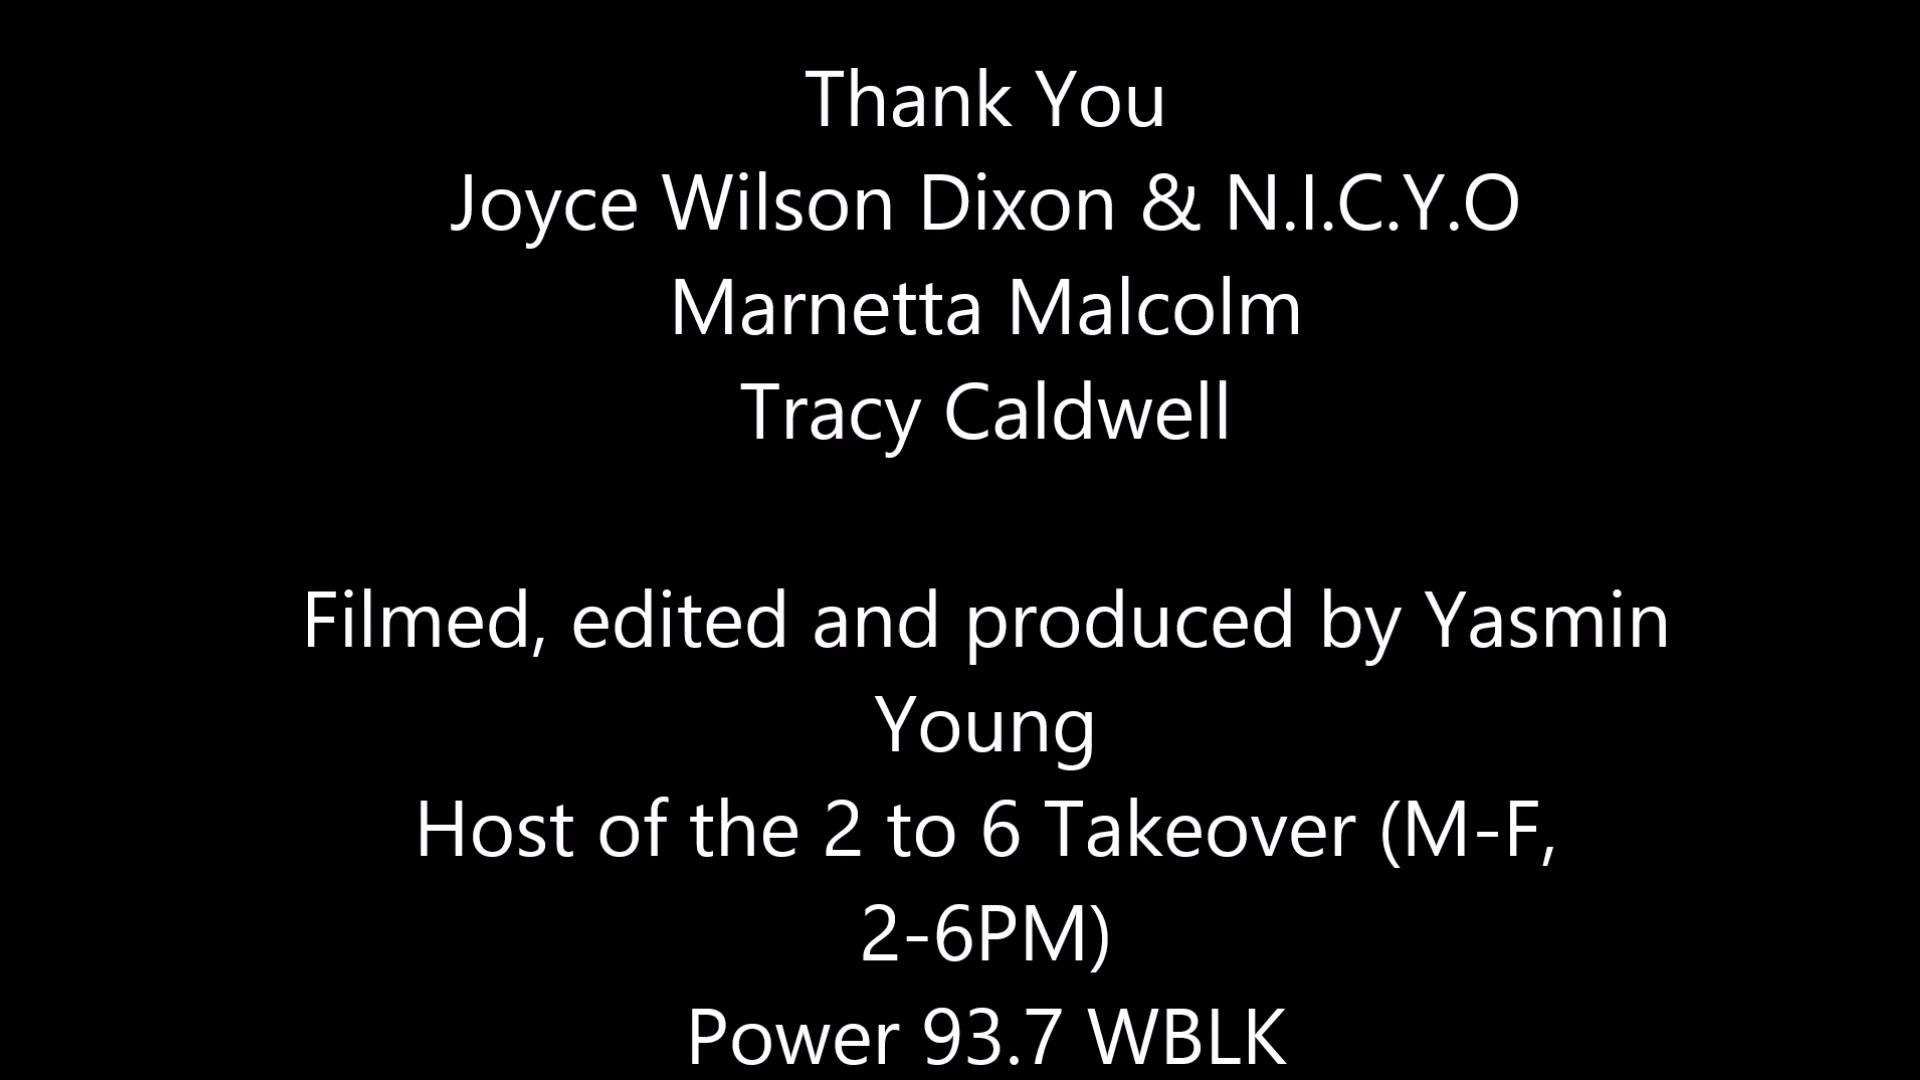 Thank You
Joyce Wilson Dixon & N.I.C.Y.O
Marnetta Malcolm
Tracy Caldwell
Filmed, edited and produced by Yasmin
Young
Host of the 2 to 6 Takeover (M-F,
2-6PM)
Power 93.7 WBLK